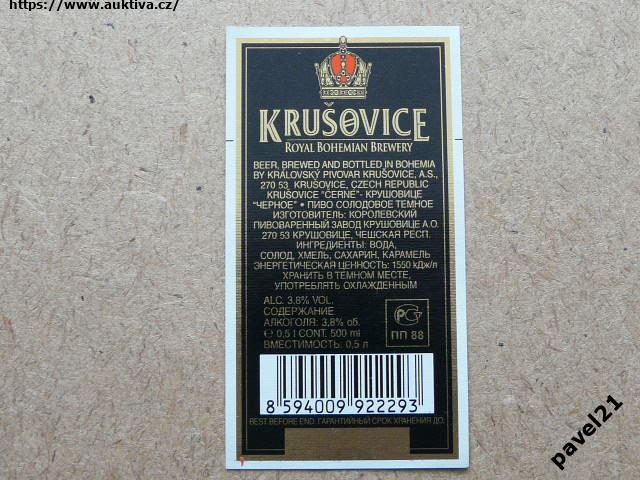 https://www.auktiva.cz/
KRUŠOVICE
ROYAL BOHEMIAN BREWERY
BEER, BREWED AND BOTTLED IN BOHEMIA
BY KRÁLOVSKÝ PIVOVAR KRUŠOVICE, A.S.,
270 53 KRUŠOVICE, CZECH REPUBLIC
KRUŠOVICE "ČERNÉ"- КРУШОВИЦЕ
"ЧЕРНОЕ" • ПИВО СОЛОДОВОЕ ТЕМНОЕ
ИЗГОТОВИТЕЛЬ: КОРОЛЕВСКИЙ
ПИВОВАРЕННЫЙ ЗАВОД КРУШОВИЦЕ А.О.
270 53 КРУШОВИЦЕ, ЧЕШСКАЯ РЕСП.
ИНГРЕДИЕНТЫ: ВОДА,
СОЛОД, ХМЕЛЬ, САХАРИН, КАРАМЕЛЬ
ЭНЕРГЕТИЧЕСКАЯ ЦЕННОСТЬ: 1550 кДж/л
ХРАНИТЬ В ТЕМНОМ МЕСТЕ,
УПОТРЕБЛЯТЬ ОХЛАЖДЕННЫМ
ALC. 3,8% VOL.
СОДЕРЖАНИЕ
АЛКОГОЛЯ: 3,8% об.
℮ 0,5 l CONT. 500 ml
ВМЕСТИМОСТЬ: 0,5 л
РСТ
ПП 88
8 594009 922293
BEST BEFORE END. ГАРАНТИЙНЫЙ СРОК ХРАНЕНИЯ ДО:
pavel21